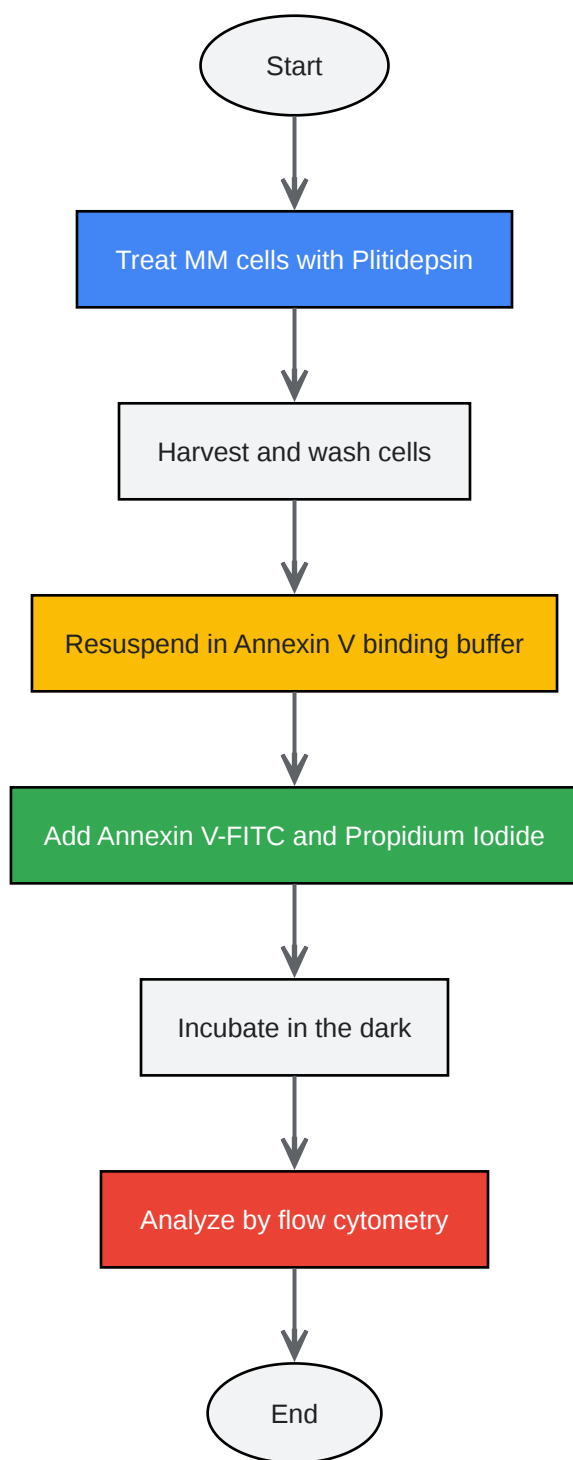 Start
Treat MM cells with Plitidepsin
Harvest and wash cells
Resuspend in Annexin V binding buffer
Add Annexin V-FITC and Propidium Iodide
Incubate in the dark
Analyze by flow cytometry
End